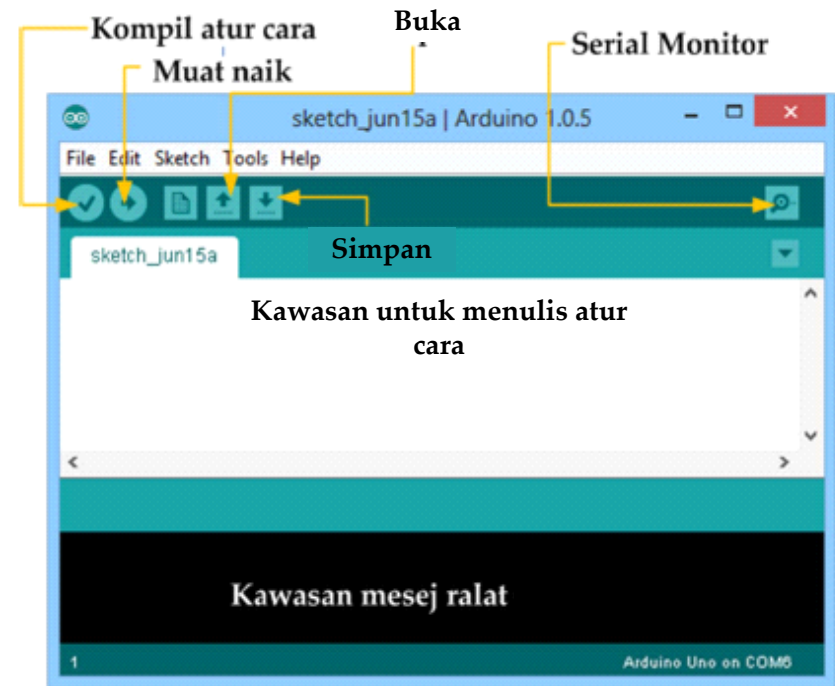 Kompil atur cara
Buka
Serial Monitor
Muat naik
sketch_jun15a | Arduino 1.0.5
File Edit Sketch Tools Help
sketch_jun15a
Simpan
Kawasan untuk menulis atur
cara
Kawasan mesej ralat
1
Arduino Uno on COM6